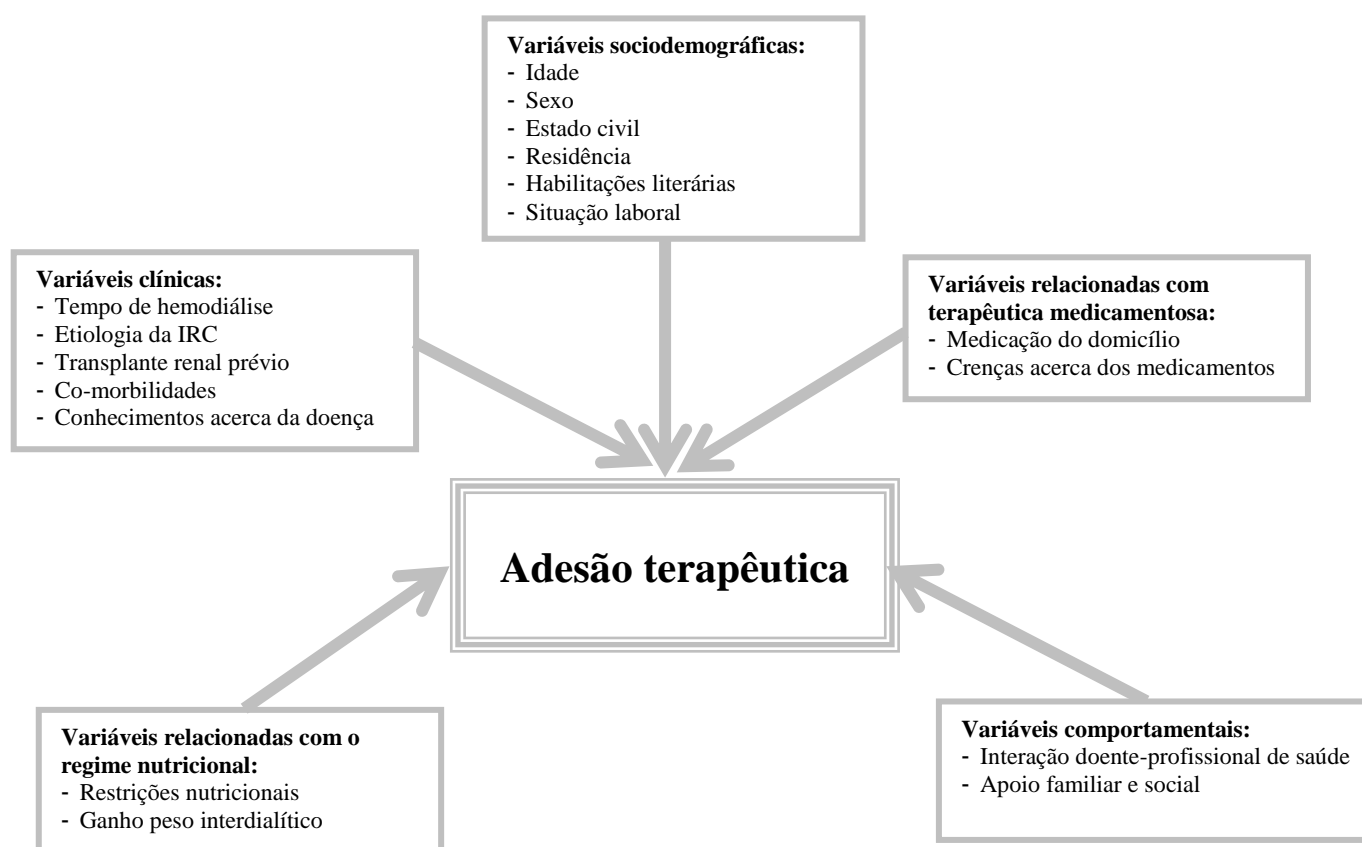 Variáveis sociodemográficas:
- Idade
- Sexo
- Estado civil
- Residência
- Habilitações literárias
- Situação laboral
Variáveis clínicas:
- Tempo de hemodiálise
- Etiologia da IRC
- Transplante renal prévio
- Co-morbilidades
- Conhecimentos acerca da doença
Variáveis relacionadas com
terapêutica medicamentosa:
- Medicação do domicílio
- Crenças acerca dos medicamentos
Adesão terapêutica
Variáveis relacionadas com o
regime nutricional:
- Restrições nutricionais
- Ganho peso interdialítico
Variáveis comportamentais:
- Interação doente-profissional de saúde
- Apoio familiar e social